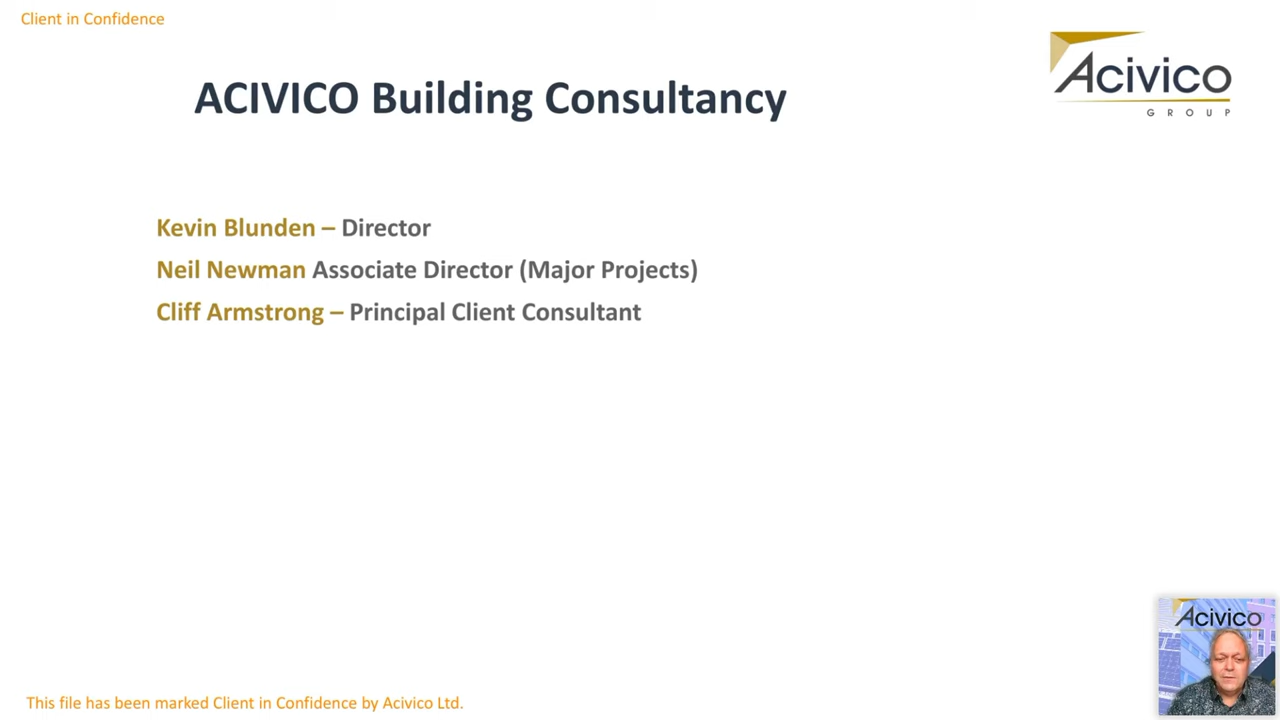 Client in Confidence
Acivico
GROUP
ACIVICO Building Consultancy
Kevin Blunden – Director
Neil Newman Associate Director (Major Projects)
Cliff Armstrong – Principal Client Consultant
Acivico
This file has been marked Client in Confidence by Acivico Ltd.